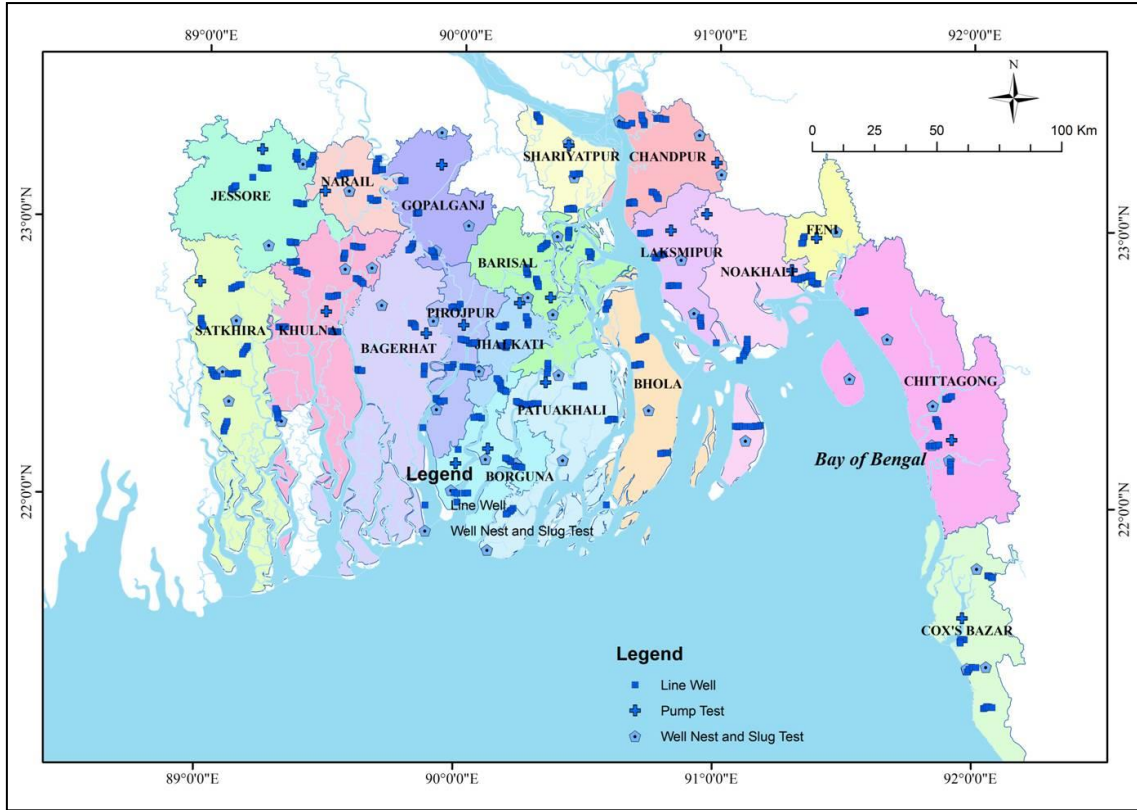 89°0'0"E 90°0'0"E 91°0'0"E 92°0'0"E
N
0 25 50 100 Km
SHARIYATPUR
CHANDPUR
NARAIL
JESSORE
GOPALGANJ
23°0'0"N
23°0'0"N
FENI
LAKSMIPUR
BARISAL
NOAKHALI
PIROJPUR
SATKHIRA
KHULNA
JHALKATI
BAGERHAT
CHITTAGONG
BHOLA
PATUAKHALI
Bay of Bengal
Legend
BORGUNA
22°0'0"N
22°0'0"N
Line Well
Well Nest and Slug Test
COX'S BAZAR
Legend
Line Well
Pump Test
Well Nest and Slug Test
89°0'0"E 90°0'0"E 91°0'0"E 92°0'0"E